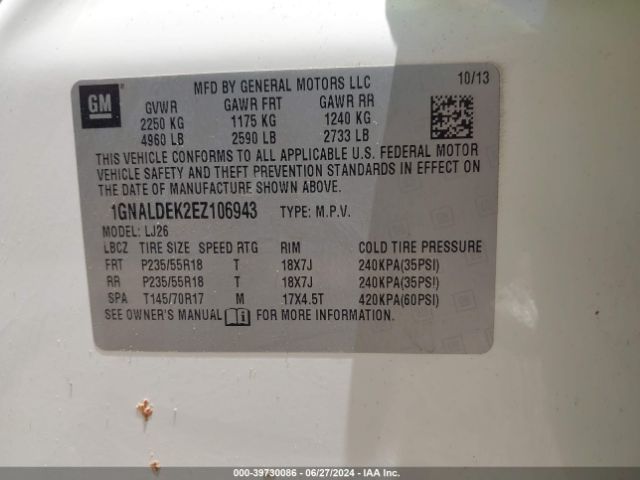 GM
MFD BY GENERAL MOTORS LLC 10/13
GVWR GAWR FRT GAWR RR
2250 KG 1175 KG 1240 KG
4960 LB 2590 LB 2733 LB
THIS VEHICLE CONFORMS TO ALL APPLICABLE U.S. FEDERAL MOTOR
VEHICLE SAFETY AND THEFT PREVENTION STANDARDS IN EFFECT ON
THE DATE OF MANUFACTURE SHOWN ABOVE.
1GNALDEK2EZ106943 TYPE: M.P.V.
MODEL: LJ26
LBCZ TIRE SIZE SPEED RTG RIM COLD TIRE PRESSURE
FRT P235/55R18 T 18X7J 240KPA(35PSI)
RR P235/55R18 T 18X7J 240KPA(35PSI)
SPA T145/70R17 M 17X4.5T 420KPA(60PSI)
SEE OWNER'S MANUAL FOR MORE INFORMATION.
000-39730086 - 06/27/2024 - IAA Inc.